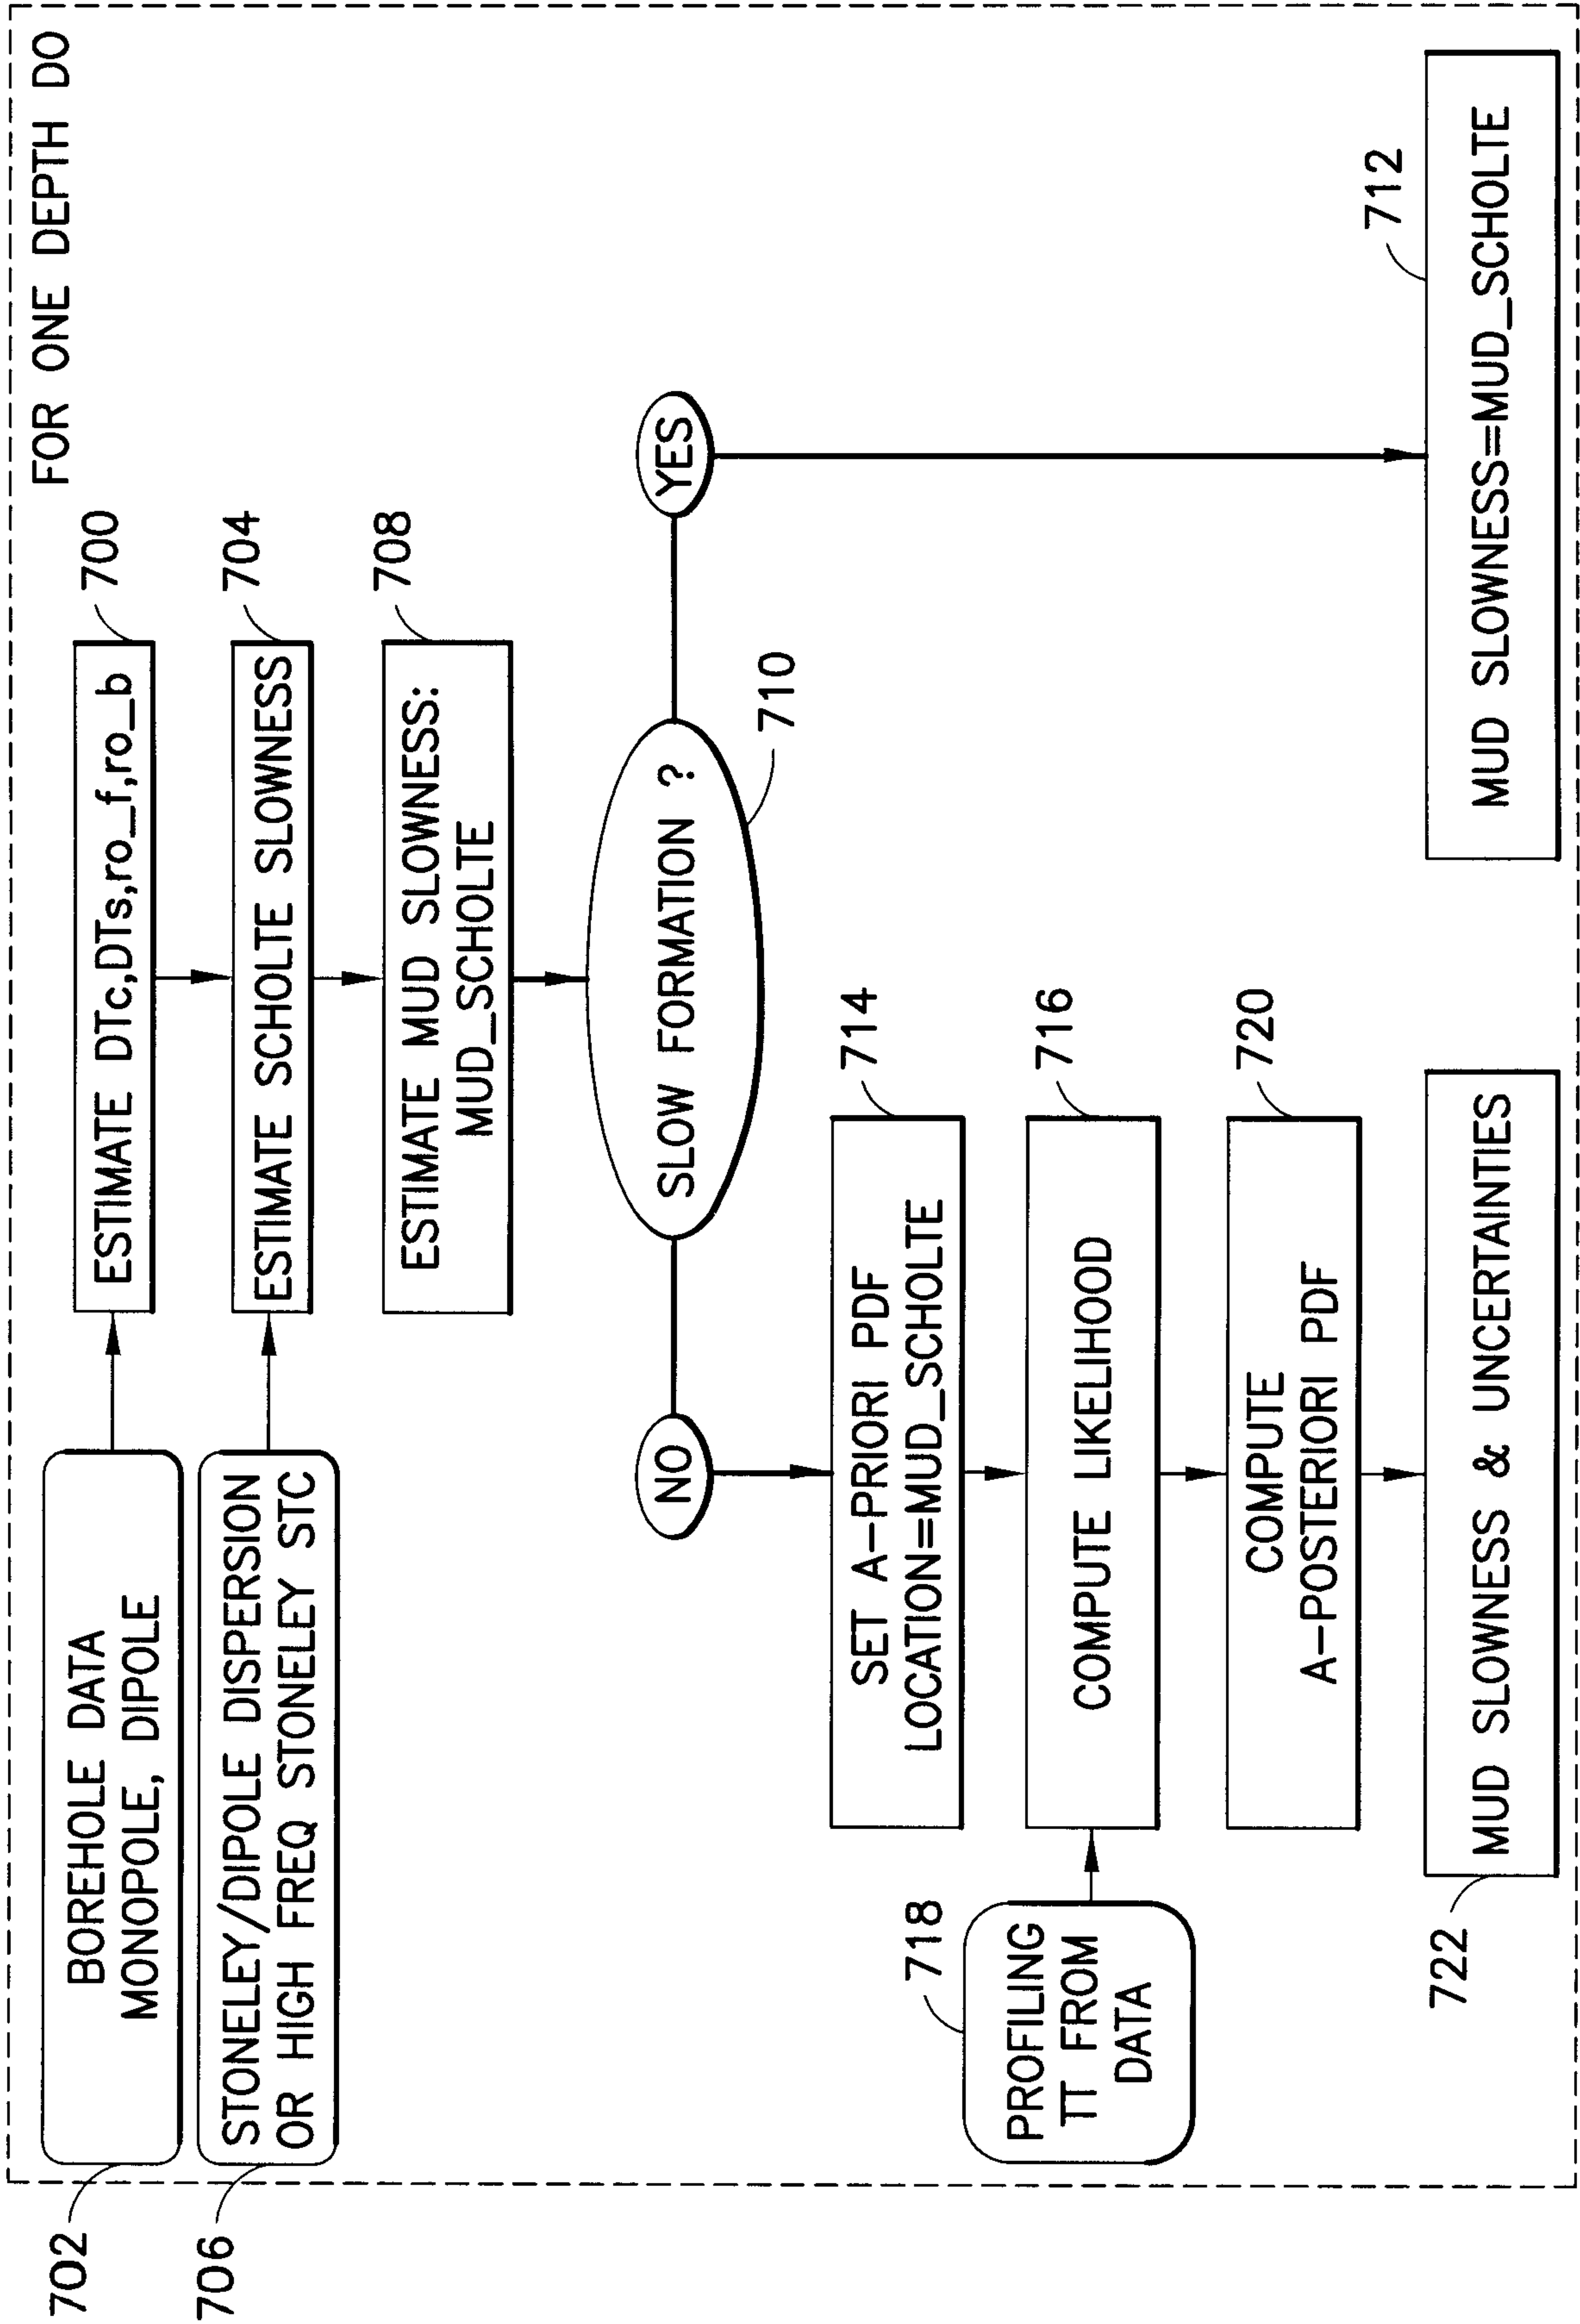 FOR ONE DEPTH DO
702
BOREHOLE DATA
MONOPOLE, DIPOLE
700
ESTIMATE DTc,DTs,ro_f,ro_b
706
STONELEY/DIPOLE DISPERSION
OR HIGH FREQ STONELEY STC
704
ESTIMATE SCHOLTE SLOWNESS
708
ESTIMATE MUD SLOWNESS:
MUD_SCHOLTE
NO
SLOW FORMATION ?
710
YES
714
SET A-PRIORI PDF
LOCATION=MUD_SCHOLTE
718
PROFILING
TT FROM
DATA
716
COMPUTE LIKELIHOOD
720
COMPUTE
A-POSTERIORI PDF
722
MUD SLOWNESS & UNCERTAINTIES
712
MUD SLOWNESS=MUD_SCHOLTE